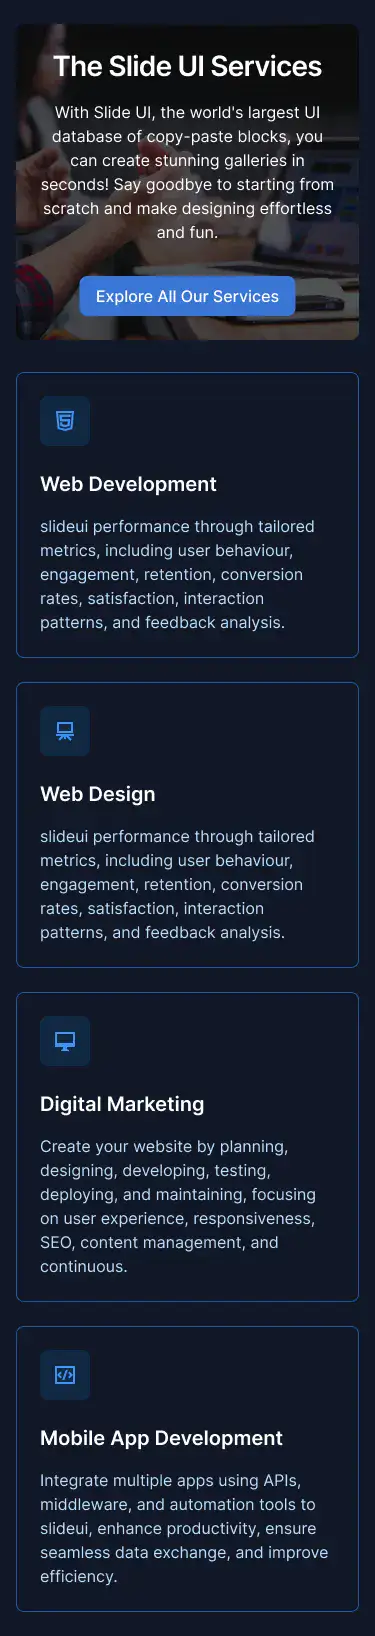 The Slide UI Services
With Slide UI, the world's largest UI
database of copy-paste blocks, you
can create stunning galleries in
seconds! Say goodbye to starting from
scratch and make designing effortless
and fun.
Explore All Our Services
Web Development
slideui performance through tailored
metrics, including user behaviour,
engagement, retention, conversion
rates, satisfaction, interaction
patterns, and feedback analysis.
Web Design
slideui performance through tailored
metrics, including user behaviour,
engagement, retention, conversion
rates, satisfaction, interaction
patterns, and feedback analysis.
Digital Marketing
Create your website by planning,
designing, developing, testing,
deploying, and maintaining, focusing
on user experience, responsiveness,
SEO, content management, and
continuous.
Mobile App Development
Integrate multiple apps using APIs,
middleware, and automation tools to
slideui, enhance productivity, ensure
seamless data exchange, and improve
efficiency.